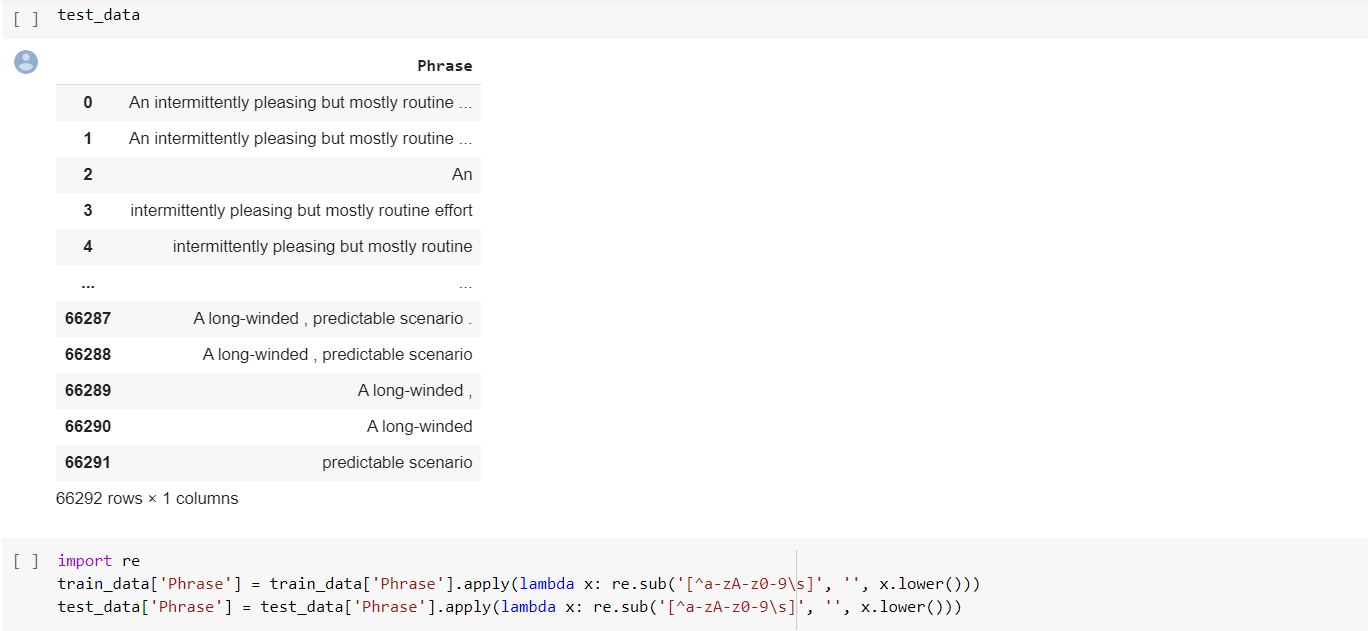 [ ] test_data
Phrase
0 An intermittently pleasing but mostly routine ...
1 An intermittently pleasing but mostly routine ...
2 An
3 intermittently pleasing but mostly routine effort
4 intermittently pleasing but mostly routine
... ...
66287 A long-winded , predictable scenario .
66288 A long-winded , predictable scenario
66289 A long-winded ,
66290 A long-winded
66291 predictable scenario
66292 rows × 1 columns
[ ] import re
train_data['Phrase'] = train_data['Phrase'].apply(lambda x: re.sub('[^a-zA-z0-9\s]', '', x.lower()))
test_data['Phrase'] = test_data['Phrase'].apply(lambda x: re.sub('[^a-zA-z0-9\s]', '', x.lower()))